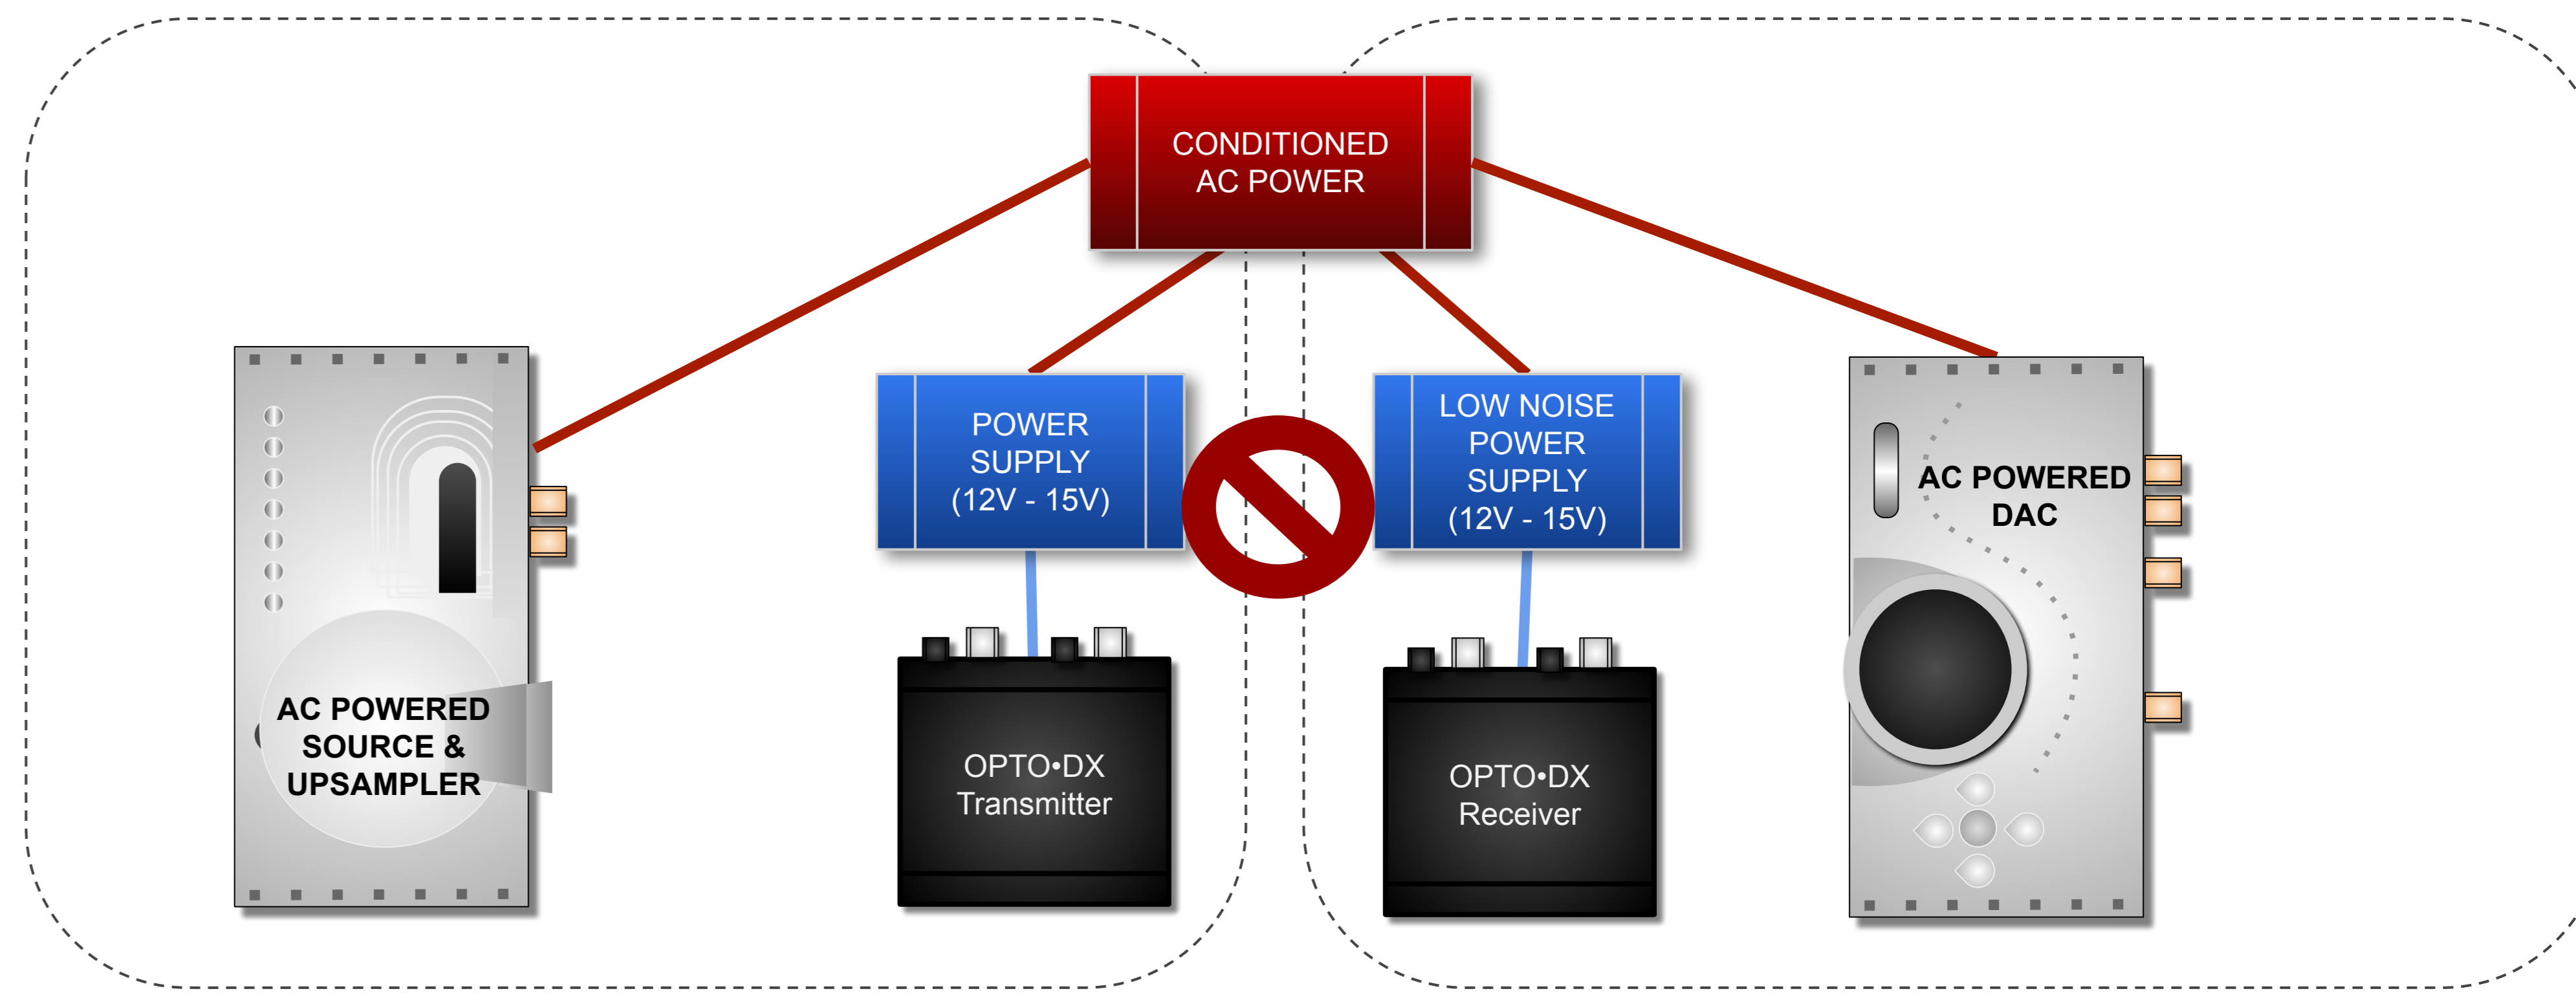 CONDITIONED
AC POWER
POWER
SUPPLY
(12V - 15V)
LOW NOISE
POWER
SUPPLY
(12V - 15V)
AC POWERED
DAC
AC POWERED
SOURCE &
UPSAMPLER
OPTO•DX
Transmitter
OPTO•DX
Receiver